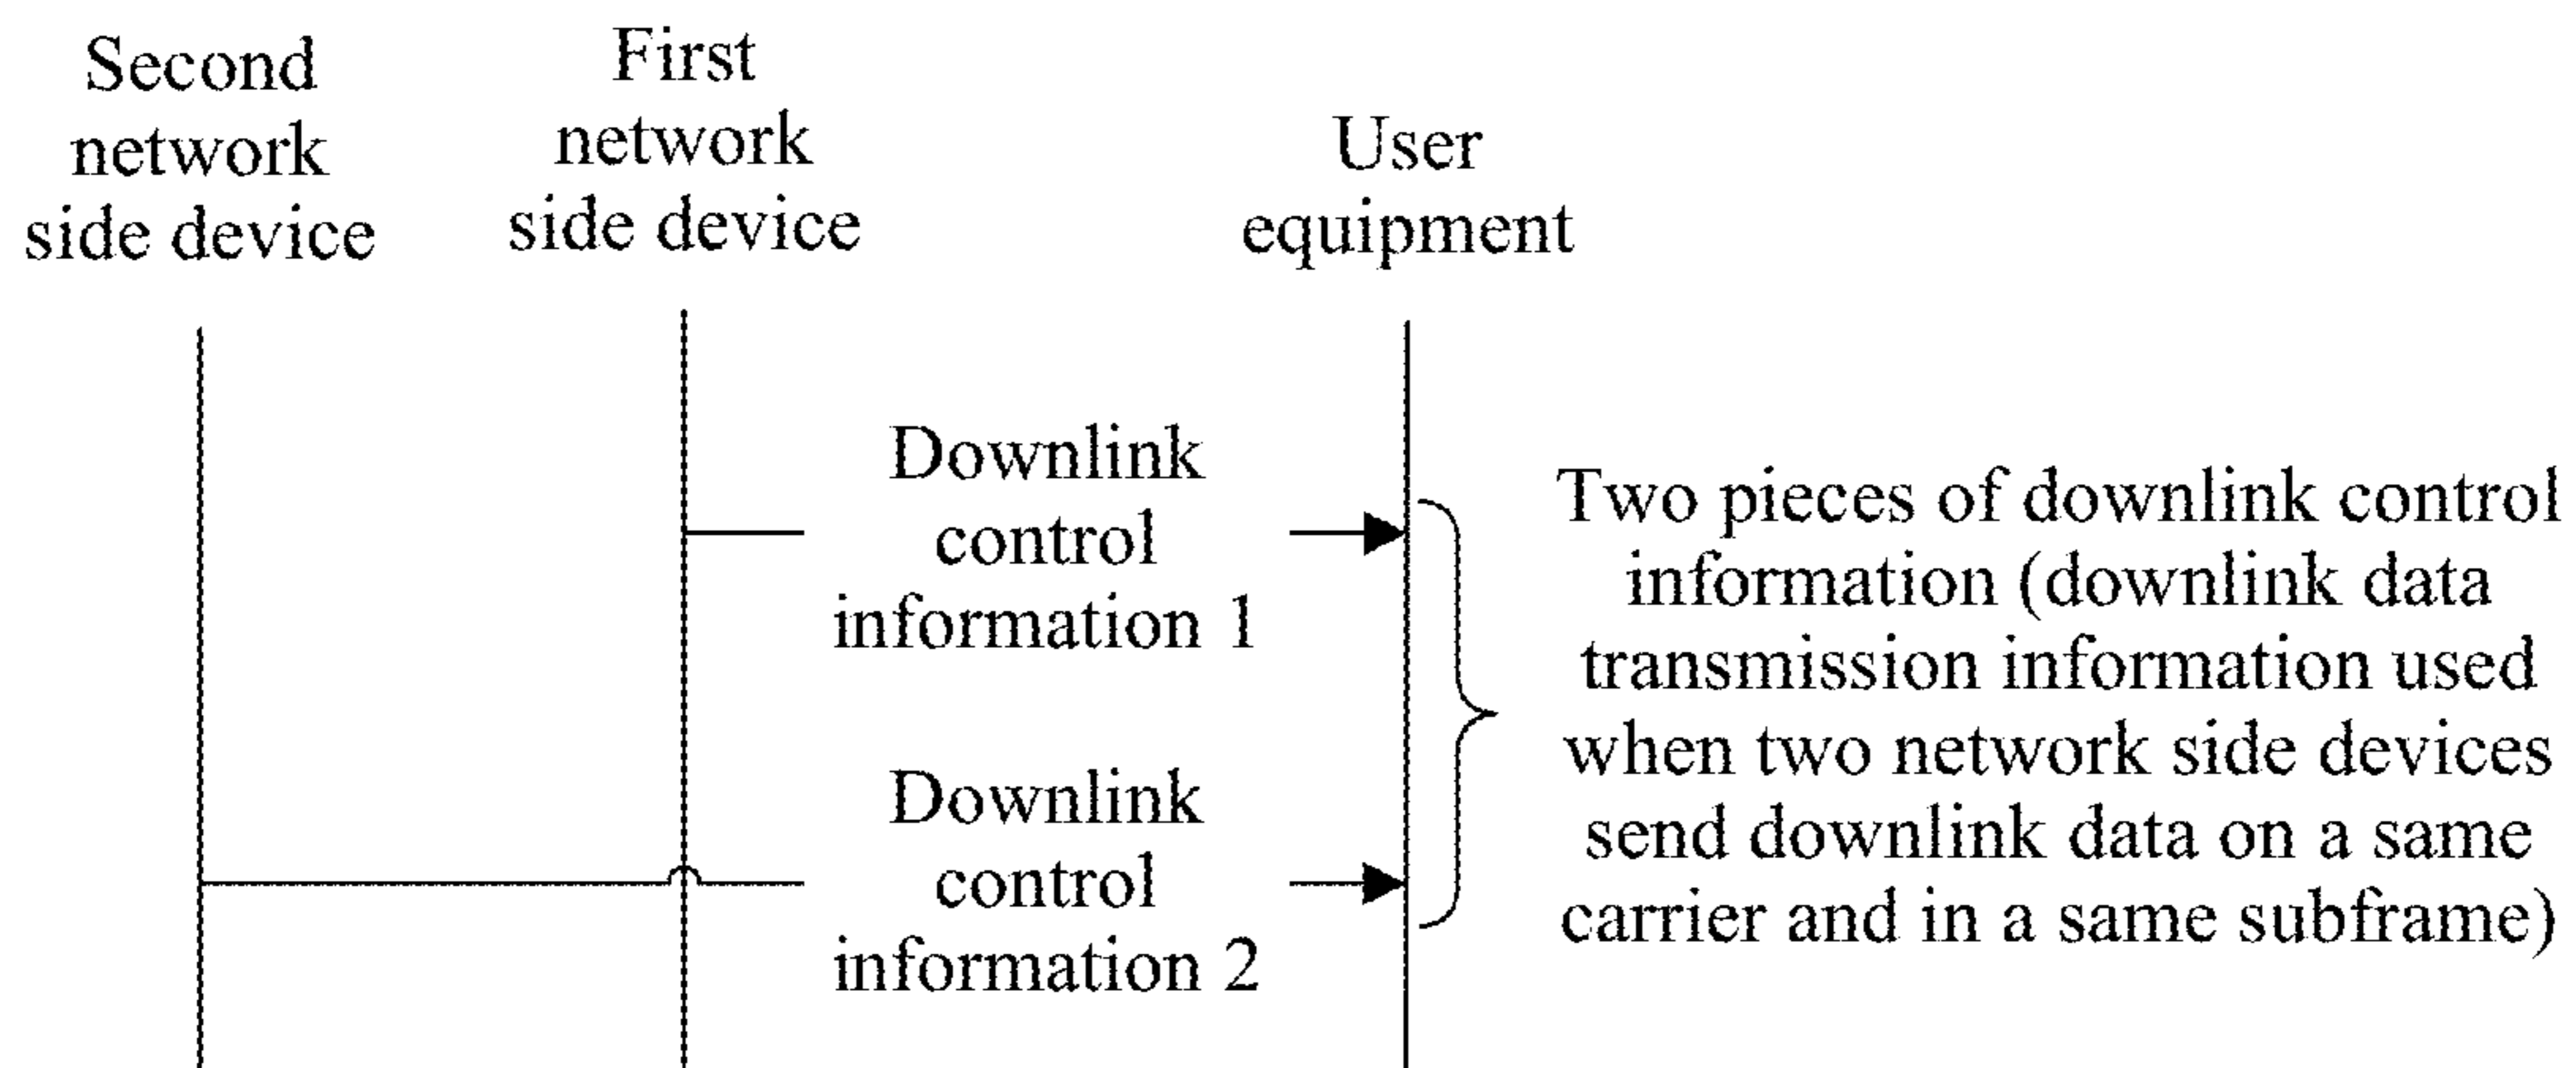 Second
network
side device
First
network
side device
User
equipment
Downlink
control
information 1
Downlink
control
information 2
Two pieces of downlink control
information (downlink data
transmission information used
when two network side devices
send downlink data on a same
carrier and in a same subframe)